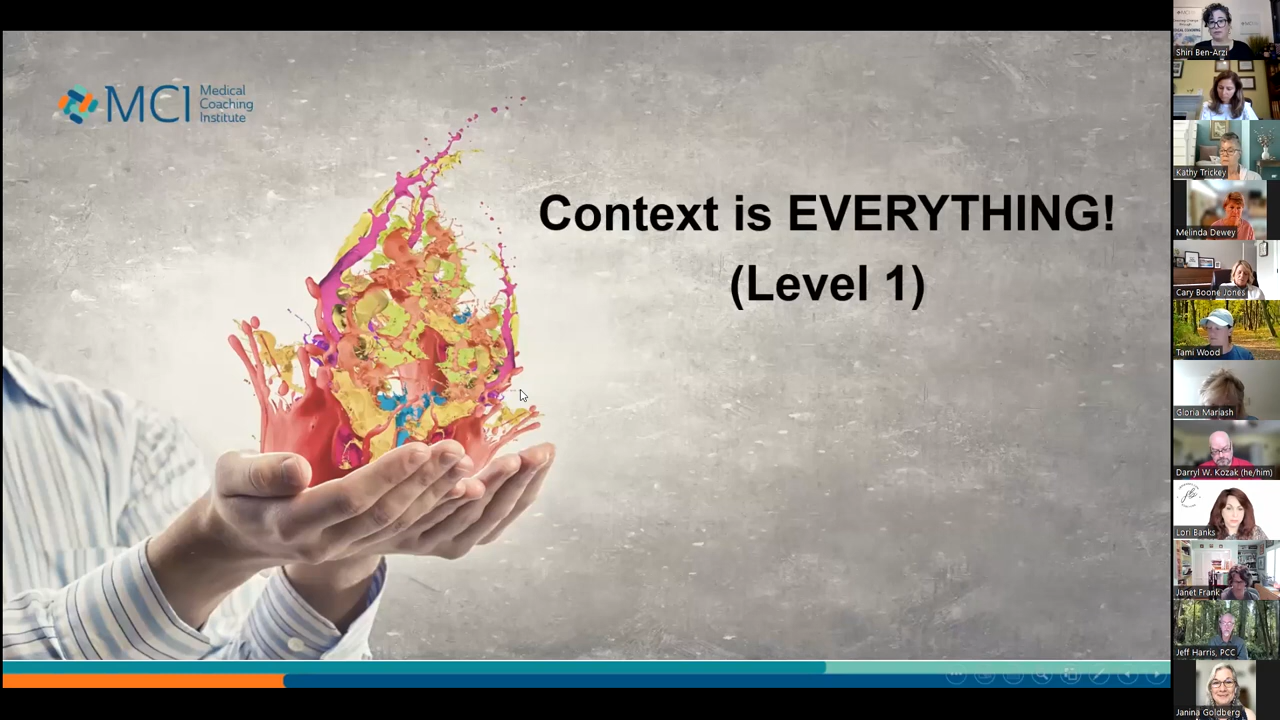 MCI
Medical
Coaching
Institute
Context is EVERYTHING!
(Level 1)
Shiri Ben-Arzi
Kathy Trickey
Melinda Dewey
Cary Boone Jones
Tami Wood
Gloria Mariash
Darryl W. Kozak (he/him)
Lori Banks
Janet Frank
Jeff Harris, PCC
Janina Goldberg